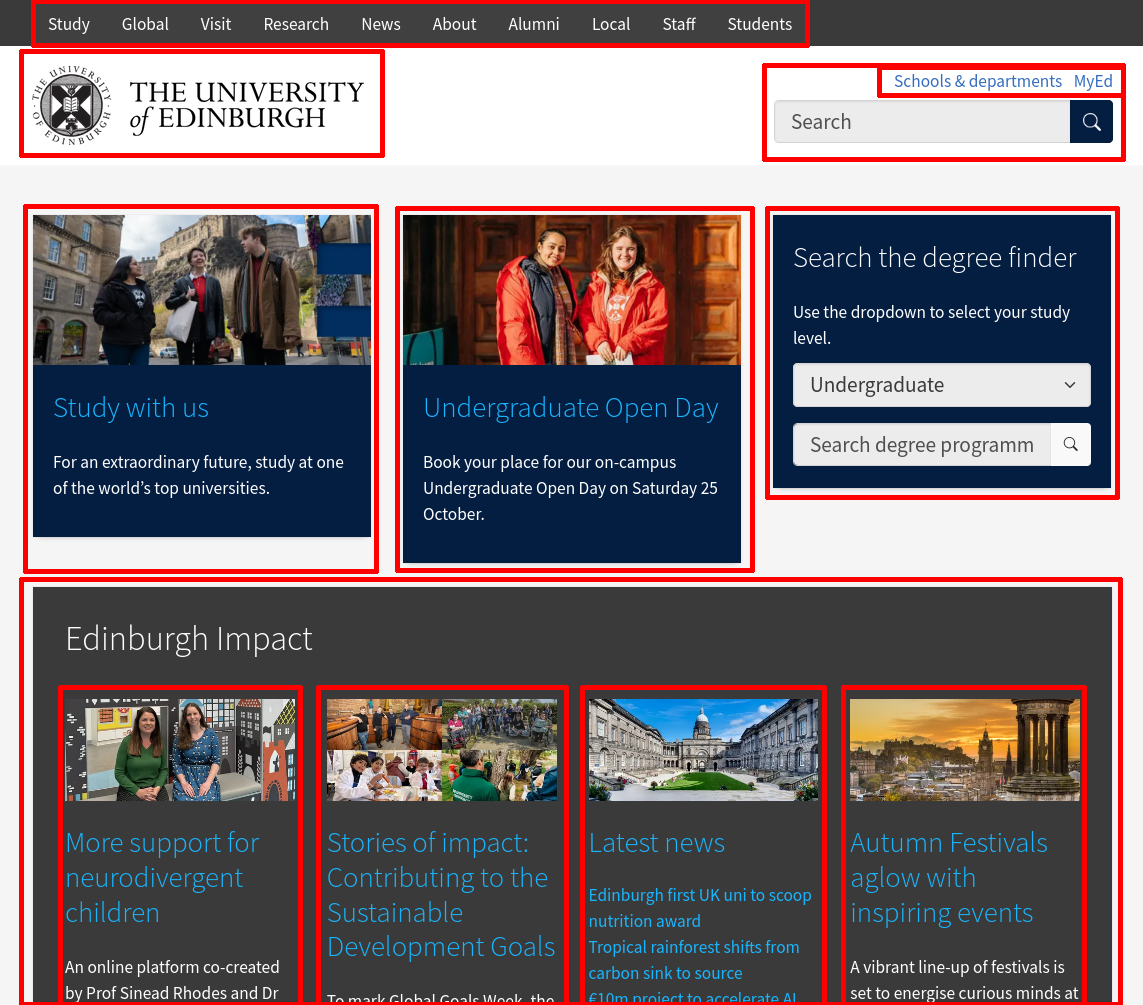 Study Global Visit Research News About Alumni Local Staff Students
THE UNIVERSITY
of EDINBURGH
THE UNIVERSITY OF EDINBURGH
Schools & departments MyEd
Search
Study with us
For an extraordinary future, study at one
of the world’s top universities.
Undergraduate Open Day
Book your place for our on-campus
Undergraduate Open Day on Saturday 25
October.
Search the degree finder
Use the dropdown to select your study
level.
Undergraduate
Search degree programm
Edinburgh Impact
More support for
neurodivergent
children
An online platform co-created
by Prof Sinead Rhodes and Dr
Stories of impact:
Contributing to the
Sustainable
Development Goals
To mark Global Goals Week, the
Latest news
Edinburgh first UK uni to scoop
nutrition award
Tropical rainforest shifts from
carbon sink to source
€10m project to accelerate AI
Autumn Festivals
aglow with
inspiring events
A vibrant line-up of festivals is
set to energise curious minds at